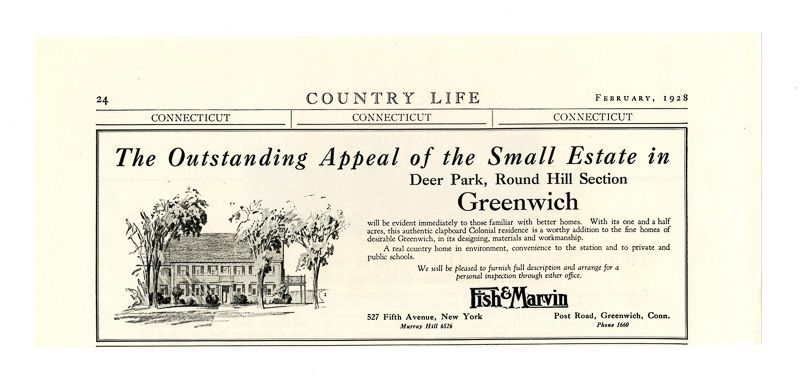 24 COUNTRY LIFE FEBRUARY, 1928
CONNECTICUT CONNECTICUT CONNECTICUT
The Outstanding Appeal of the Small Estate in
Deer Park, Round Hill Section
Greenwich
will be evident immediately to those familiar with better homes. With its one and a half
acres, this authentic clapboard Colonial residence is a worthy addition to the fine homes of
desirable Greenwich, in its designing, materials and workmanship.
A real country home in environment, convenience to the station and to private and
public schools.
We will be pleased to furnish full description and arrange for a
personal inspection through either office.
Fish & Marvin
527 Fifth Avenue, New York Post Road, Greenwich, Conn.
Murray Hill 6526 Phone 1660